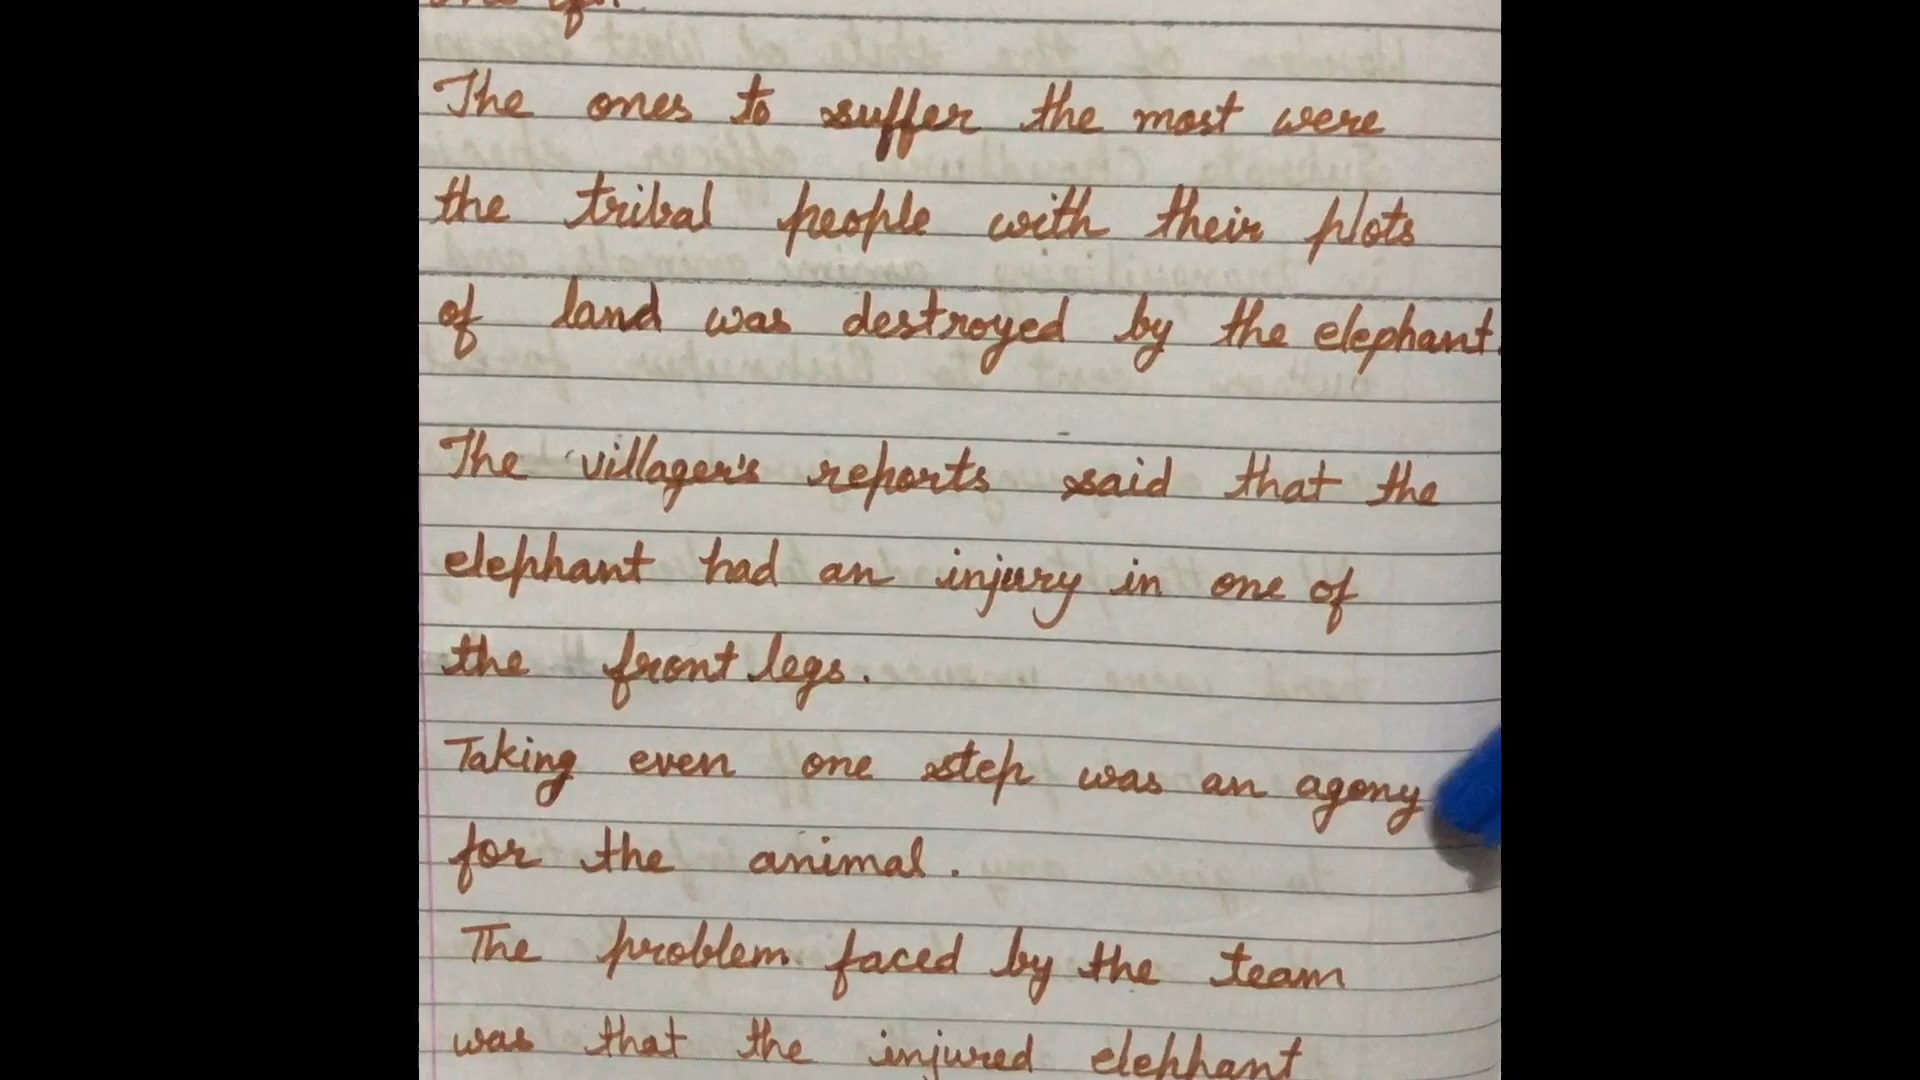 The ones to suffer the most were
the tribal people with their plots
of land was destroyed by the elephant.
The villager's reports said that the
elephant had an injury in one of
the front legs.
Taking even one step was an agony
for the animal.
The problem faced by the team
was that the injured elephant